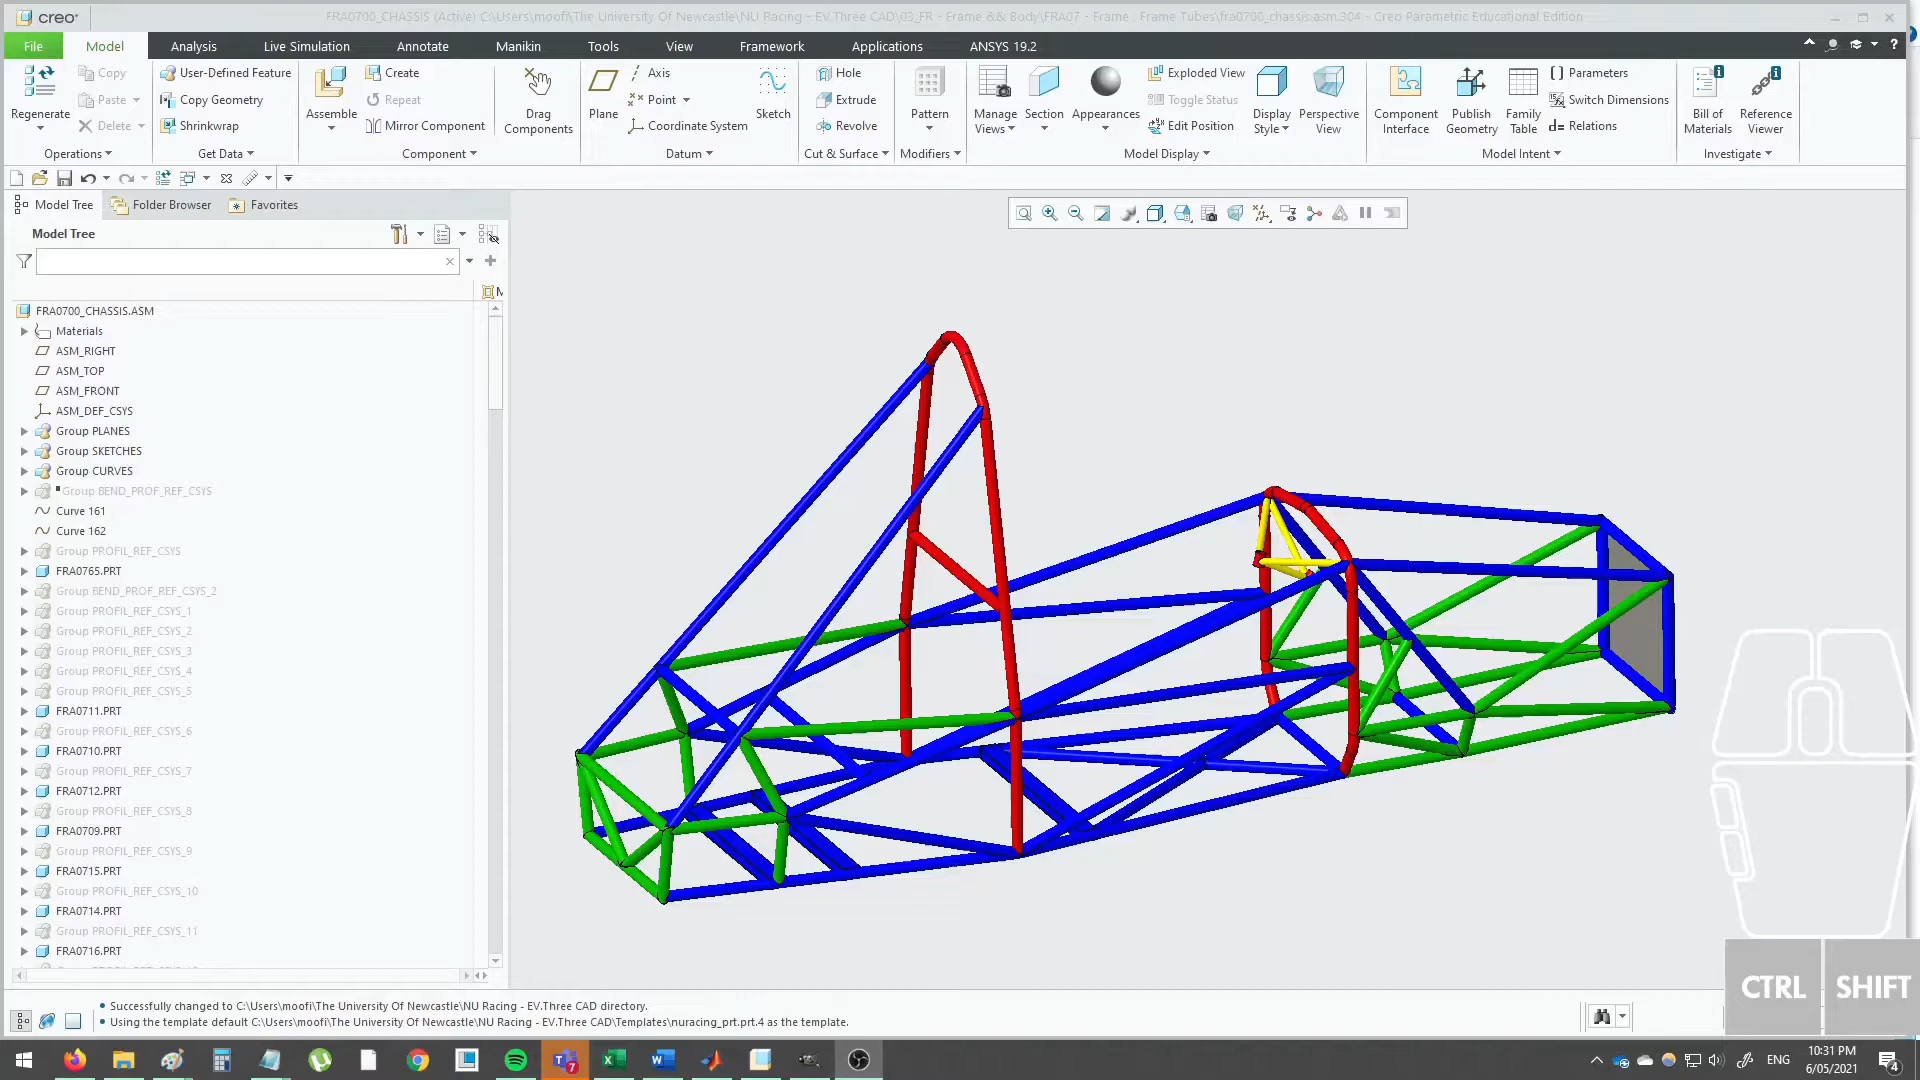 creo FRA0700_CHASSIS (Active) C:\Users\moofi\The University Of Newcastle\NU Racing - EV.Three CAD\03_FR - Frame && Body\FRA07 - Frame . Frame Tubes\fra0700_chassis.asm.304 - Creo Parametric Educational Edition
File Model Analysis Live Simulation Annotate Manikin Tools View Framework Applications ANSYS 19.2
Copy User-Defined Feature Create Axis Hole Exploded View Parameters
Regenerate Paste Copy Geometry Assemble Repeat Drag Components Plane Point Sketch Extrude Pattern Manage Views Section Appearances Toggle Status Display Style Perspective View Component Interface Publish Geometry Family Table Switch Dimensions Bill of Materials Reference Viewer
Delete Shrinkwrap Mirror Component Coordinate System Revolve Edit Position Relations
Operations Get Data Component Datum Cut & Surface Modifiers Model Display Model Intent Investigate
Model Tree Folder Browser Favorites
Model Tree
FRA0700_CHASSIS.ASM
Materials
ASM_RIGHT
ASM_TOP
ASM_FRONT
ASM_DEF_CSYS
Group PLANES
Group SKETCHES
Group CURVES
Group BEND_PROF_REF_CSYS
Curve 161
Curve 162
Group PROFIL_REF_CSYS
FRA0765.PRT
Group BEND_PROF_REF_CSYS_2
Group PROFIL_REF_CSYS_1
Group PROFIL_REF_CSYS_2
Group PROFIL_REF_CSYS_3
Group PROFIL_REF_CSYS_4
Group PROFIL_REF_CSYS_5
FRA0711.PRT
Group PROFIL_REF_CSYS_6
FRA0710.PRT
Group PROFIL_REF_CSYS_7
FRA0712.PRT
Group PROFIL_REF_CSYS_8
FRA0709.PRT
Group PROFIL_REF_CSYS_9
FRA0715.PRT
Group PROFIL_REF_CSYS_10
FRA0714.PRT
Group PROFIL_REF_CSYS_11
FRA0716.PRT
CTRL SHIFT
• Successfully changed to C:\Users\moofi\The University Of Newcastle\NU Racing - EV.Three CAD directory.
• Using the template default C:\Users\moofi\The University Of Newcastle\NU Racing - EV.Three CAD\Templates\nuracing_prt.prt.4 as the template.
ENG 10:31 PM
6/05/2021